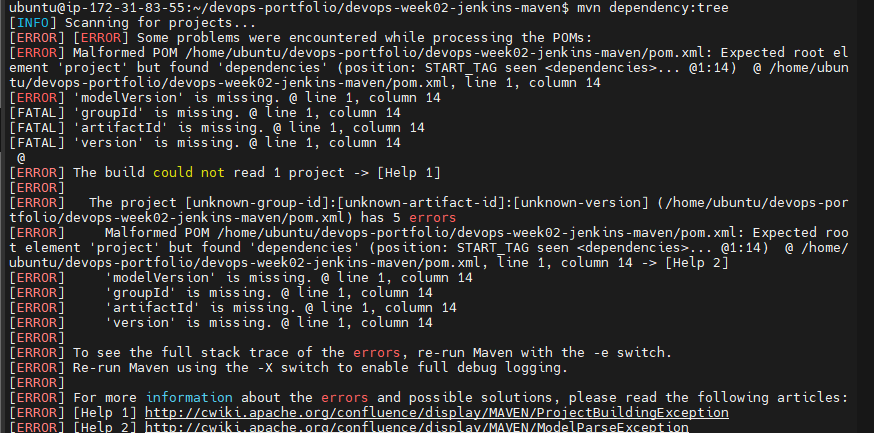 ubuntu@ip-172-31-83-55:~/devops-portfolio/devops-week02-jenkins-maven$ mvn dependency:tree
[INFO] Scanning for projects...
[ERROR] [ERROR] Some problems were encountered while processing the POMs:
[ERROR] Malformed POM /home/ubuntu/devops-portfolio/devops-week02-jenkins-maven/pom.xml: Expected root el
ement 'project' but found 'dependencies' (position: START_TAG seen <dependencies>... @1:14)  @ /home/ubun
tu/devops-portfolio/devops-week02-jenkins-maven/pom.xml, line 1, column 14
[ERROR] 'modelVersion' is missing. @ line 1, column 14
[FATAL] 'groupId' is missing. @ line 1, column 14
[FATAL] 'artifactId' is missing. @ line 1, column 14
[FATAL] 'version' is missing. @ line 1, column 14
 @
[ERROR] The build could not read 1 project -> [Help 1]
[ERROR]
[ERROR]   The project [unknown-group-id]:[unknown-artifact-id]:[unknown-version] (/home/ubuntu/devops-por
tfolio/devops-week02-jenkins-maven/pom.xml) has 5 errors
[ERROR]     Malformed POM /home/ubuntu/devops-portfolio/devops-week02-jenkins-maven/pom.xml: Expected roo
t element 'project' but found 'dependencies' (position: START_TAG seen <dependencies>... @1:14)  @ /home/
ubuntu/devops-portfolio/devops-week02-jenkins-maven/pom.xml, line 1, column 14 -> [Help 2]
[ERROR]     'modelVersion' is missing. @ line 1, column 14
[ERROR]     'groupId' is missing. @ line 1, column 14
[ERROR]     'artifactId' is missing. @ line 1, column 14
[ERROR]     'version' is missing. @ line 1, column 14
[ERROR]
[ERROR] To see the full stack trace of the errors, re-run Maven with the -e switch.
[ERROR] Re-run Maven using the -X switch to enable full debug logging.
[ERROR]
[ERROR] For more information about the errors and possible solutions, please read the following articles:
[ERROR] [Help 1] http://cwiki.apache.org/confluence/display/MAVEN/ProjectBuildingException
[ERROR] [Help 2] http://cwiki.apache.org/confluence/display/MAVEN/ModelParseException